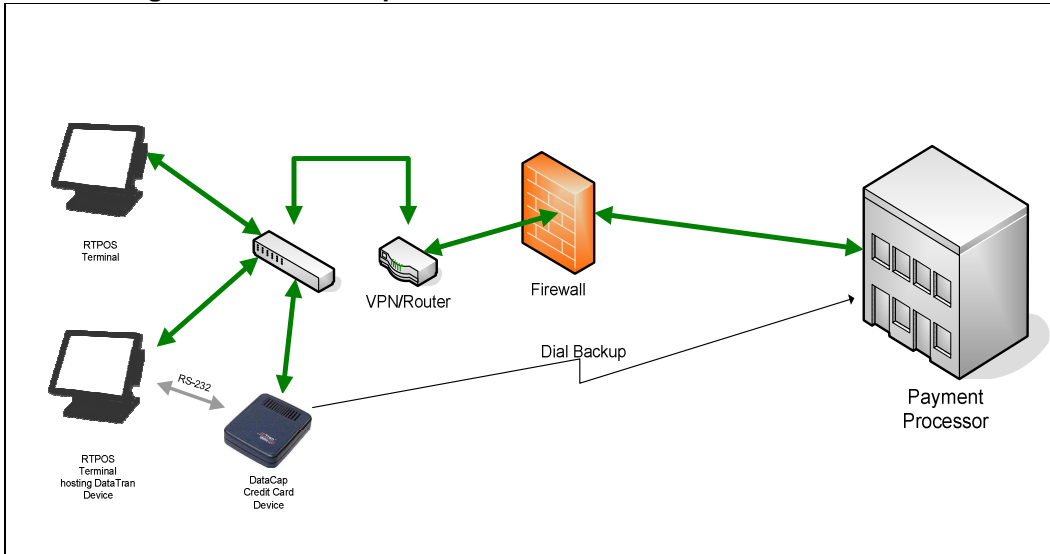 RTPOS
Terminal
VPN/Router
Firewall
Dial Backup
RS-232
RTPOS
Terminal
hosting DataTran
Device
DataCap
Credit Card
Device
Payment
Processor